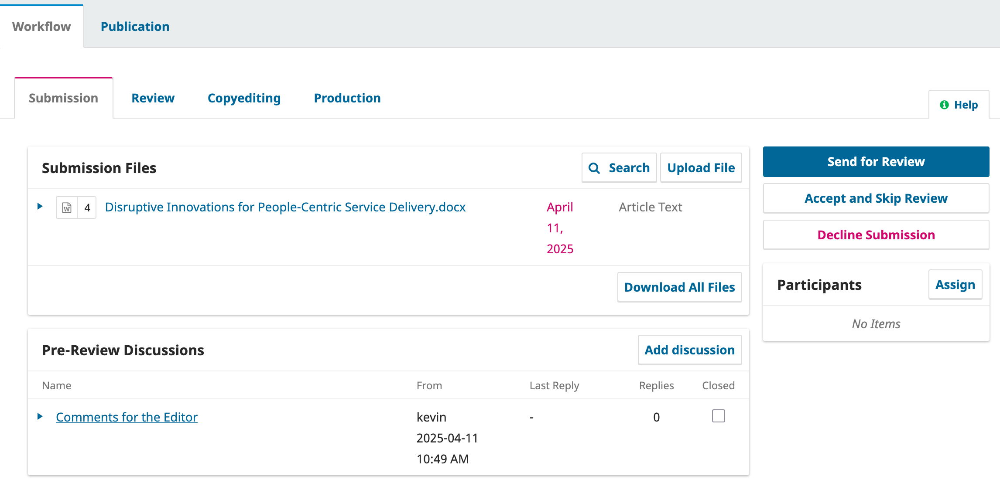 Workflow Publication
Submission Review Copyediting Production Help
Submission Files Search Upload File
4 Disruptive Innovations for People-Centric Service Delivery.docx April 11, 2025 Article Text
Download All Files
Pre-Review Discussions Add discussion
Name From Last Reply Replies Closed
Comments for the Editor kevin - 0
2025-04-11
10:49 AM
Send for Review
Accept and Skip Review
Decline Submission
Participants Assign
No Items